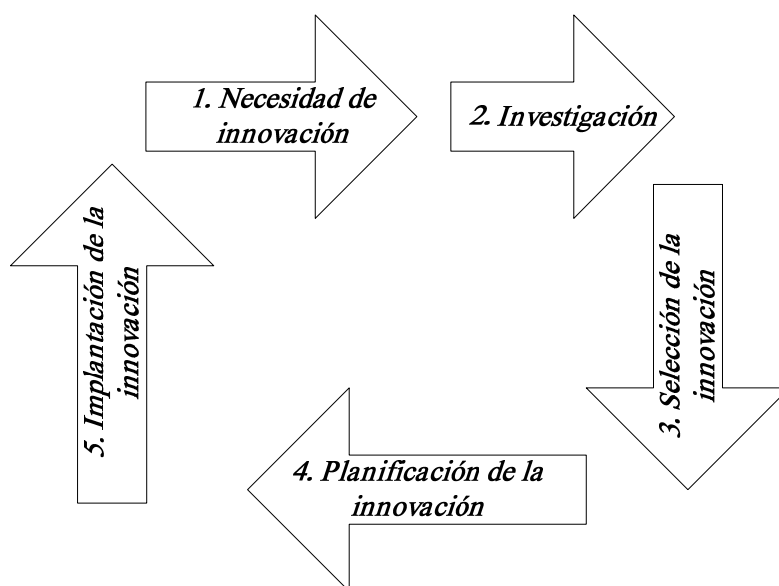 1. Necesidad de
innovación
2. Investigación
3. Selección de la
innovación
4. Planificación de la
innovación
5. Implantación de la
innovación